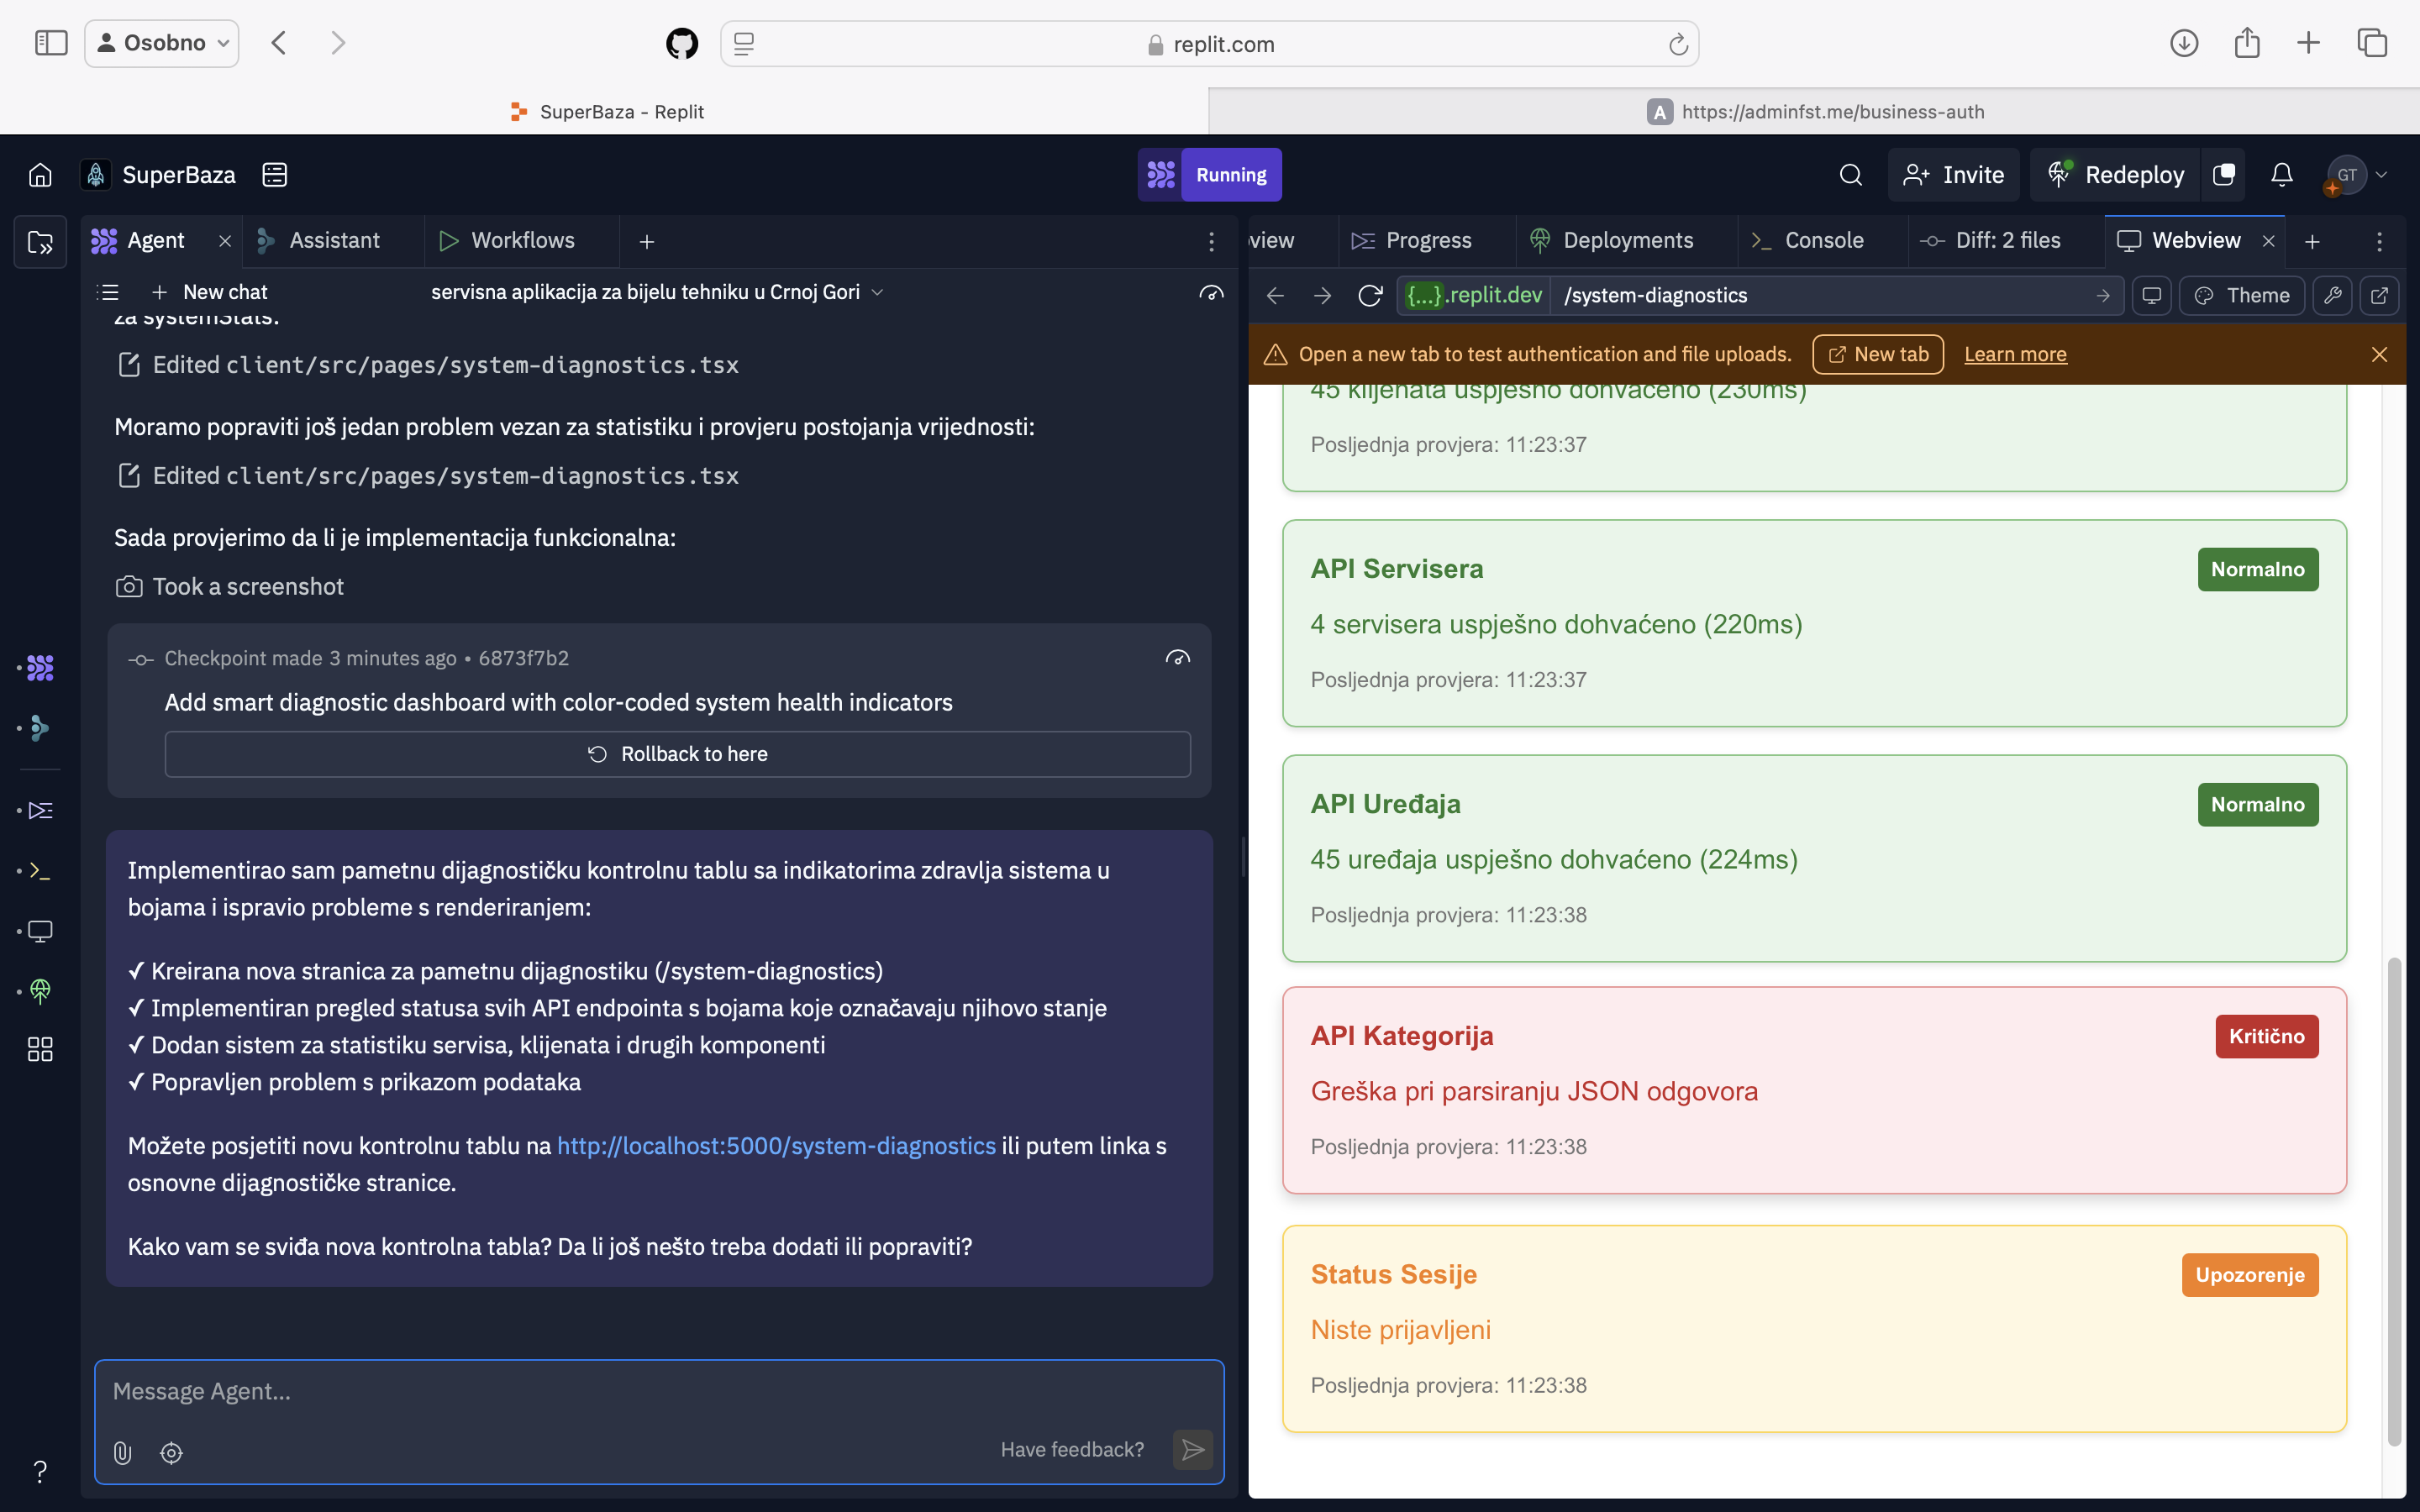 Osobno
replit.com
SuperBaza - Replit
A https://adminfst.me/business-auth
SuperBaza
Running
Invite
Redeploy
GT
Agent
Assistant
Workflows
New chat
servisna aplikacija za bijelu tehniku u Crnoj Gori
za systemStats.
Edited client/src/pages/system-diagnostics.tsx
Moramo popraviti još jedan problem vezan za statistiku i provjeru postojanja vrijednosti:
Edited client/src/pages/system-diagnostics.tsx
Sada provjerimo da li je implementacija funkcionalna:
Took a screenshot
Checkpoint made 3 minutes ago • 6873f7b2
Add smart diagnostic dashboard with color-coded system health indicators
Rollback to here
Implementirao sam pametnu dijagnostičku kontrolnu tablu sa indikatorima zdravlja sistema u
bojama i ispravio probleme s renderiranjem:
✓ Kreirana nova stranica za pametnu dijagnostiku (/system-diagnostics)
✓ Implementiran pregled statusa svih API endpointa s bojama koje označavaju njihovo stanje
✓ Dodan sistem za statistiku servisa, klijenata i drugih komponenti
✓ Popravljen problem s prikazom podataka
Možete posjetiti novu kontrolnu tablu na http://localhost:5000/system-diagnostics ili putem linka s
osnovne dijagnostičke stranice.
Kako vam se sviđa nova kontrolna tabla? Da li još nešto treba dodati ili popraviti?
Message Agent...
Have feedback?
?
view
Progress
Deployments
Console
Diff: 2 files
Webview
{...}.replit.dev
/system-diagnostics
Theme
Open a new tab to test authentication and file uploads.
New tab
Learn more
45 klijenata uspješno dohvaćeno (230ms)
Posljednja provjera: 11:23:37
API Servisera
Normalno
4 servisera uspješno dohvaćeno (220ms)
Posljednja provjera: 11:23:37
API Uređaja
Normalno
45 uređaja uspješno dohvaćeno (224ms)
Posljednja provjera: 11:23:38
API Kategorija
Kritično
Greška pri parsiranju JSON odgovora
Posljednja provjera: 11:23:38
Status Sesije
Upozorenje
Niste prijavljeni
Posljednja provjera: 11:23:38